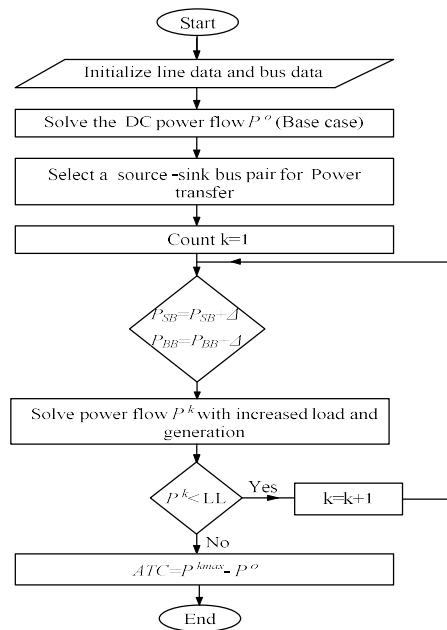 Start
Initialize line data and bus data
Solve the DC power flow P^o (Base case)
Select a source -sink bus pair for Power
transfer
Count k=1
P_SB=P_SB+Δ
P_BB=P_BB+Δ
Solve power flow P^k with increased load and
generation
P^k<LL
Yes
k=k+1
No
ATC=P^kmax-P^o
End